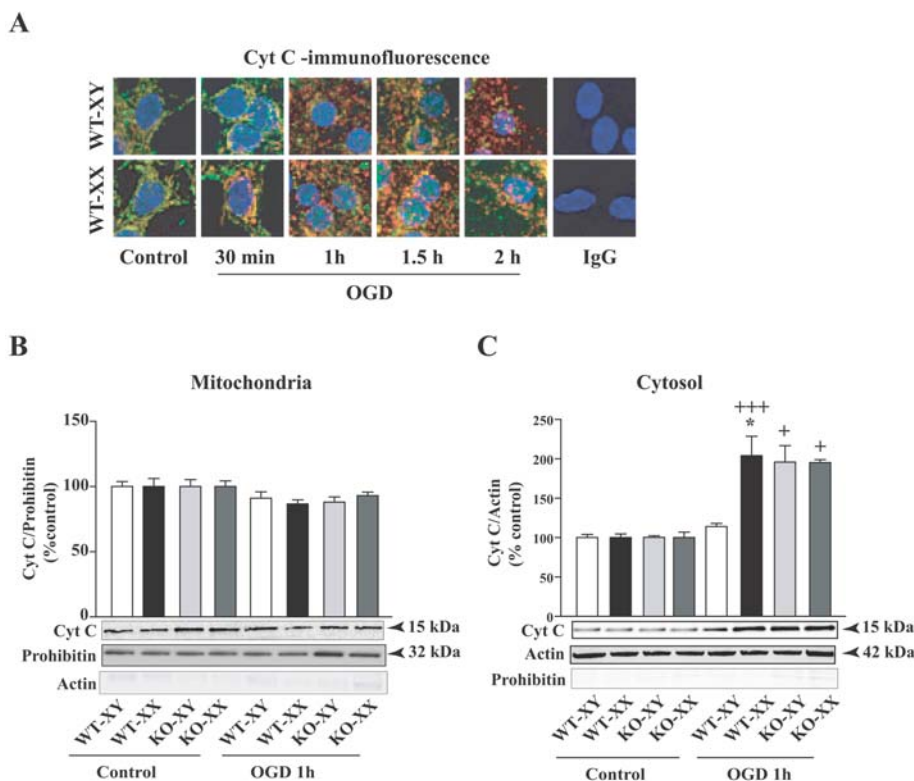 A
Cyt C -immunofluorescence
WT-XY
WT-XX
Control 30 min 1h 1.5 h 2 h IgG
OGD
B
Mitochondria
Cyt C/Prohibitin
(%control)
150
100
50
0
Cyt C 15 kDa
Prohibitin 32 kDa
Actin
WT-XY WT-XX KO-XY KO-XX WT-XY WT-XX KO-XY KO-XX
Control OGD 1h
C
Cytosol
Cyt C/Actin
(% control)
250
200
150
100
50
0
+++
*
+
+
Cyt C 15 kDa
Actin 42 kDa
Prohibitin
WT-XY WT-XX KO-XY KO-XX WT-XY WT-XX KO-XY KO-XX
Control OGD 1h